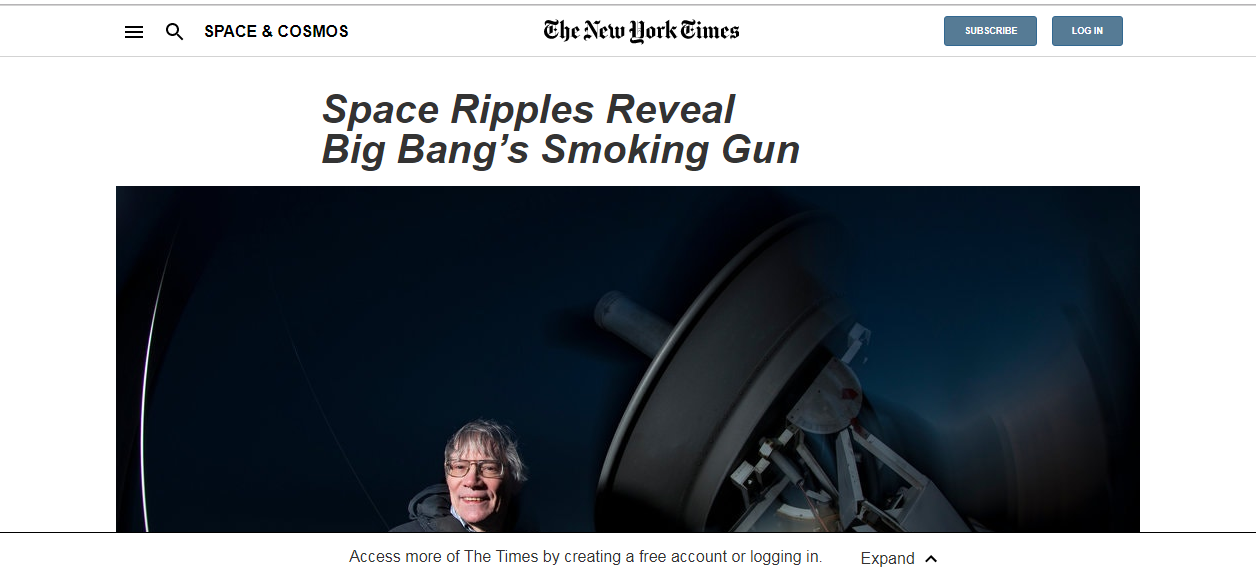 SPACE & COSMOS
The New York Times
SUBSCRIBE
LOG IN
Space Ripples Reveal
Big Bang’s Smoking Gun
Access more of The Times by creating a free account or logging in.
Expand